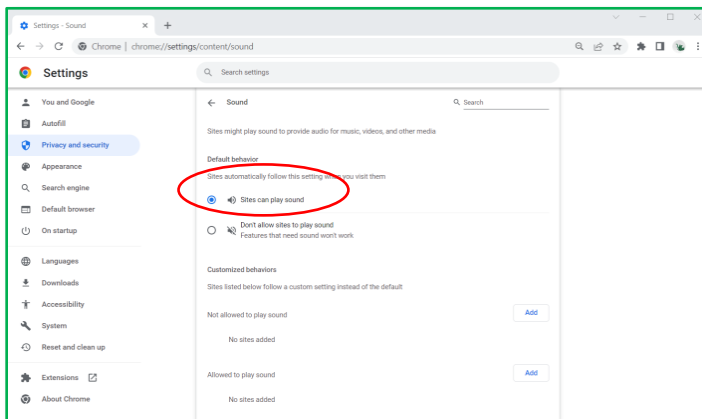 Settings - Sound
Chrome | chrome://settings/content/sound
Settings
Search settings
You and Google
Autofill
Privacy and security
Appearance
Search engine
Default browser
On startup
Languages
Downloads
Accessibility
System
Reset and clean up
Extensions
About Chrome
Sound
Search
Sites might play sound to provide audio for music, videos, and other media
Default behavior
Sites automatically follow this setting when you visit them
Sites can play sound
Don't allow sites to play sound
Features that need sound won't work
Customized behaviors
Sites listed below follow a custom setting instead of the default
Not allowed to play sound
Add
No sites added
Allowed to play sound
Add
No sites added